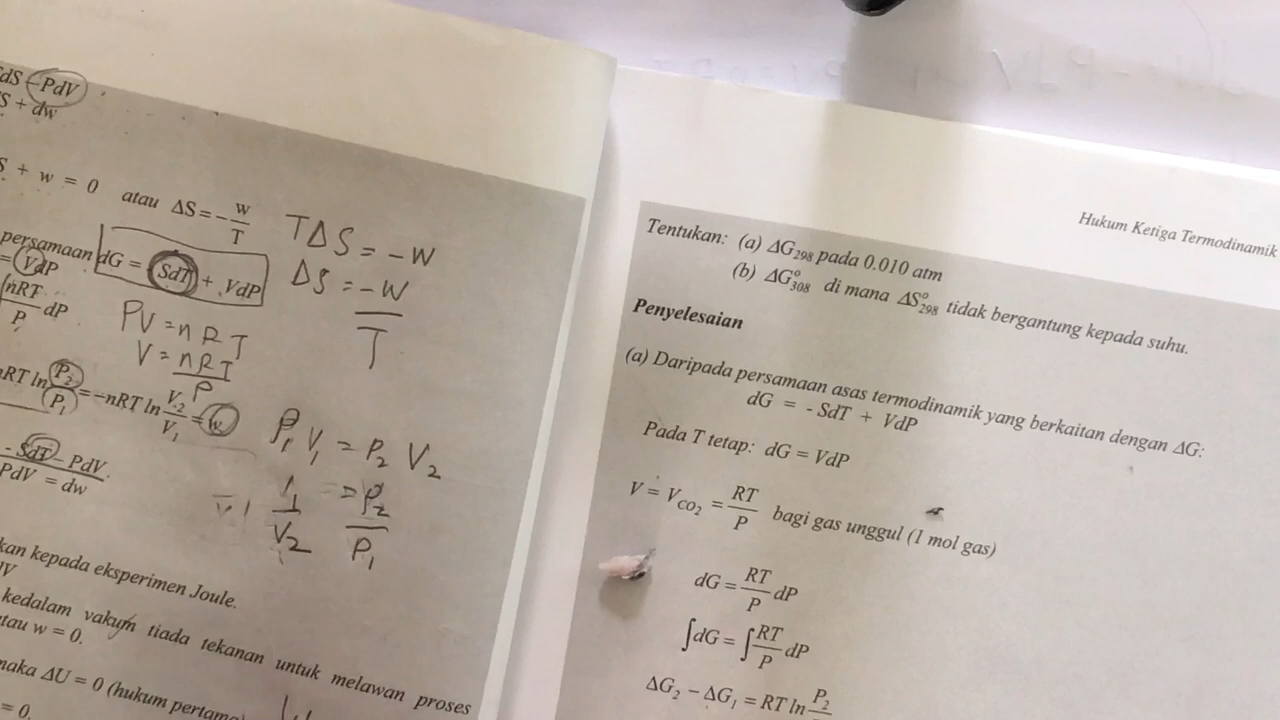 dS – PdV
S + dw
S + w = 0 atau ΔS = – w/T
TΔS = -W
ΔS = -W/T
persamaan dG = SdT + VdP
= VdP
nRT/P dP
PV = nRT
V = nRT/P
RT ln P₂/P₁ = –nRT ln V₂/V₁ = w
P₁V₁ = P₂V₂
V₁/V₂ = P₂/P₁
- SdT – PdV
PdV = dw
kan kepada eksperimen Joule.
kedalam vakum tiada tekanan untuk melawan proses
atau w = 0.
maka ΔU = 0 (hukum pertama)
= 0.
Hukum Ketiga Termodinamik
Tentukan: (a) ΔG₂₉₈ pada 0.010 atm
(b) ΔG°₃₀₈ di mana ΔS°₂₉₈ tidak bergantung kepada suhu.
Penyelesaian
(a) Daripada persamaan asas termodinamik yang berkaitan dengan ΔG:
dG = - SdT + VdP
Pada T tetap: dG = VdP
V = V_CO₂ = RT/P bagi gas unggul (1 mol gas)
dG = RT/P dP
∫dG = ∫RT/P dP
ΔG₂ – ΔG₁ = RT ln P₂